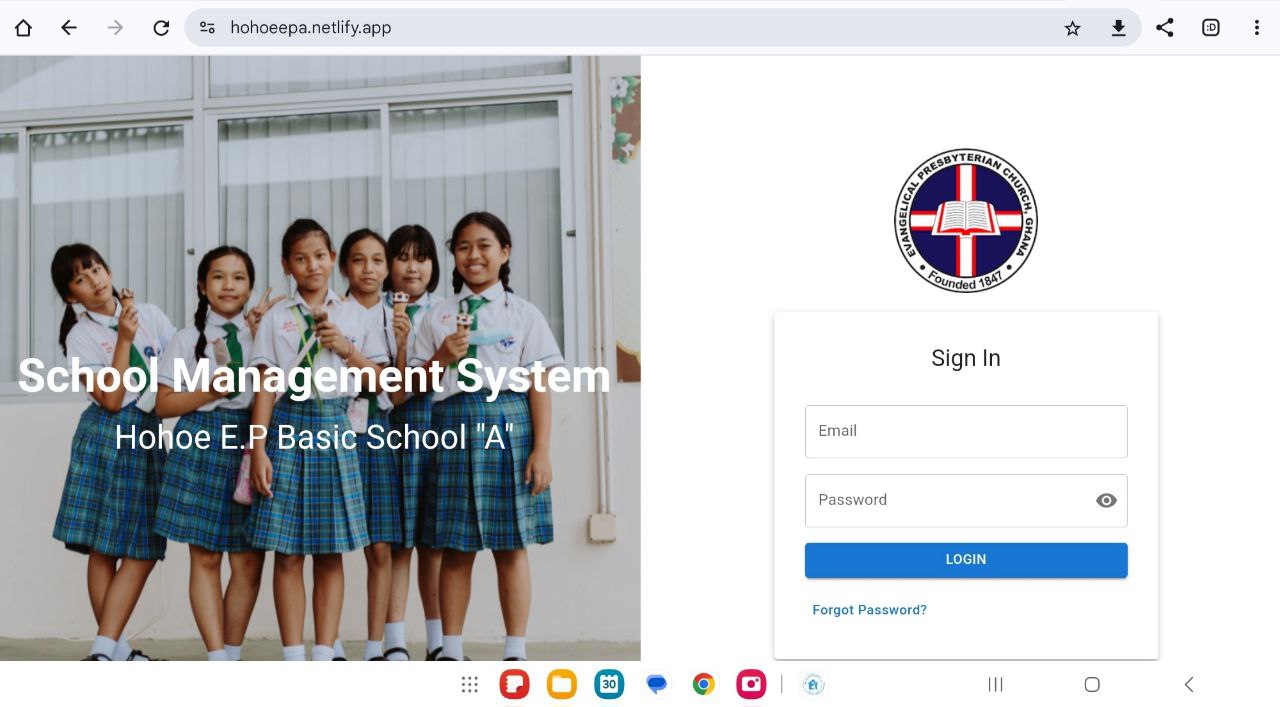 hohoeepa.netlify.app
:D
School Management System
Hohoe E.P Basic School "A"
EVANGELICAL PRESBYTERIAN CHURCH, GHANA
Founded 1847
Sign In
Email
Password
LOGIN
Forgot Password?
30